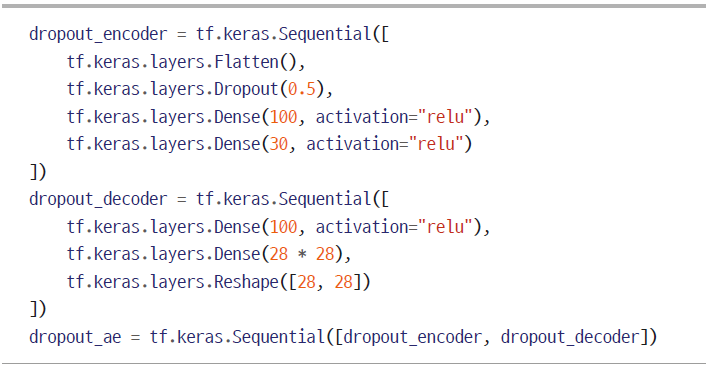 dropout_encoder = tf.keras.Sequential([
    tf.keras.layers.Flatten(),
    tf.keras.layers.Dropout(0.5),
    tf.keras.layers.Dense(100, activation="relu"),
    tf.keras.layers.Dense(30, activation="relu")
])
dropout_decoder = tf.keras.Sequential([
    tf.keras.layers.Dense(100, activation="relu"),
    tf.keras.layers.Dense(28 * 28),
    tf.keras.layers.Reshape([28, 28])
])
dropout_ae = tf.keras.Sequential([dropout_encoder, dropout_decoder])